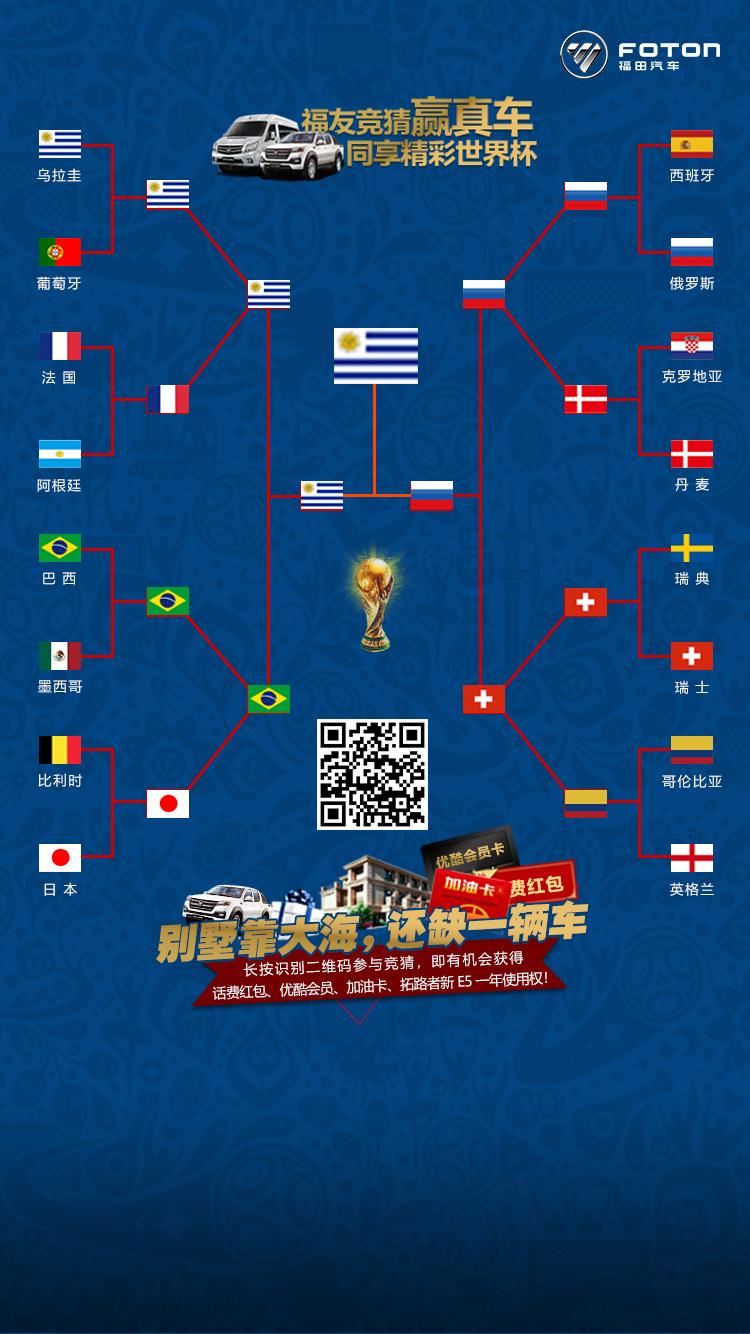 FOTON
福田汽车
福友竞猜赢真车
同享精彩世界杯
乌拉圭
葡萄牙
法 国
阿根廷
巴 西
墨西哥
比利时
日 本
西班牙
俄罗斯
克罗地亚
丹 麦
瑞 典
瑞 士
哥伦比亚
英格兰
优酷会员卡
加油卡
费红包
别墅靠大海，还缺一辆车
长按识别二维码参与竞猜，即有机会获得
话费红包、优酷会员、加油卡、拓路者新 E5 一年使用权！